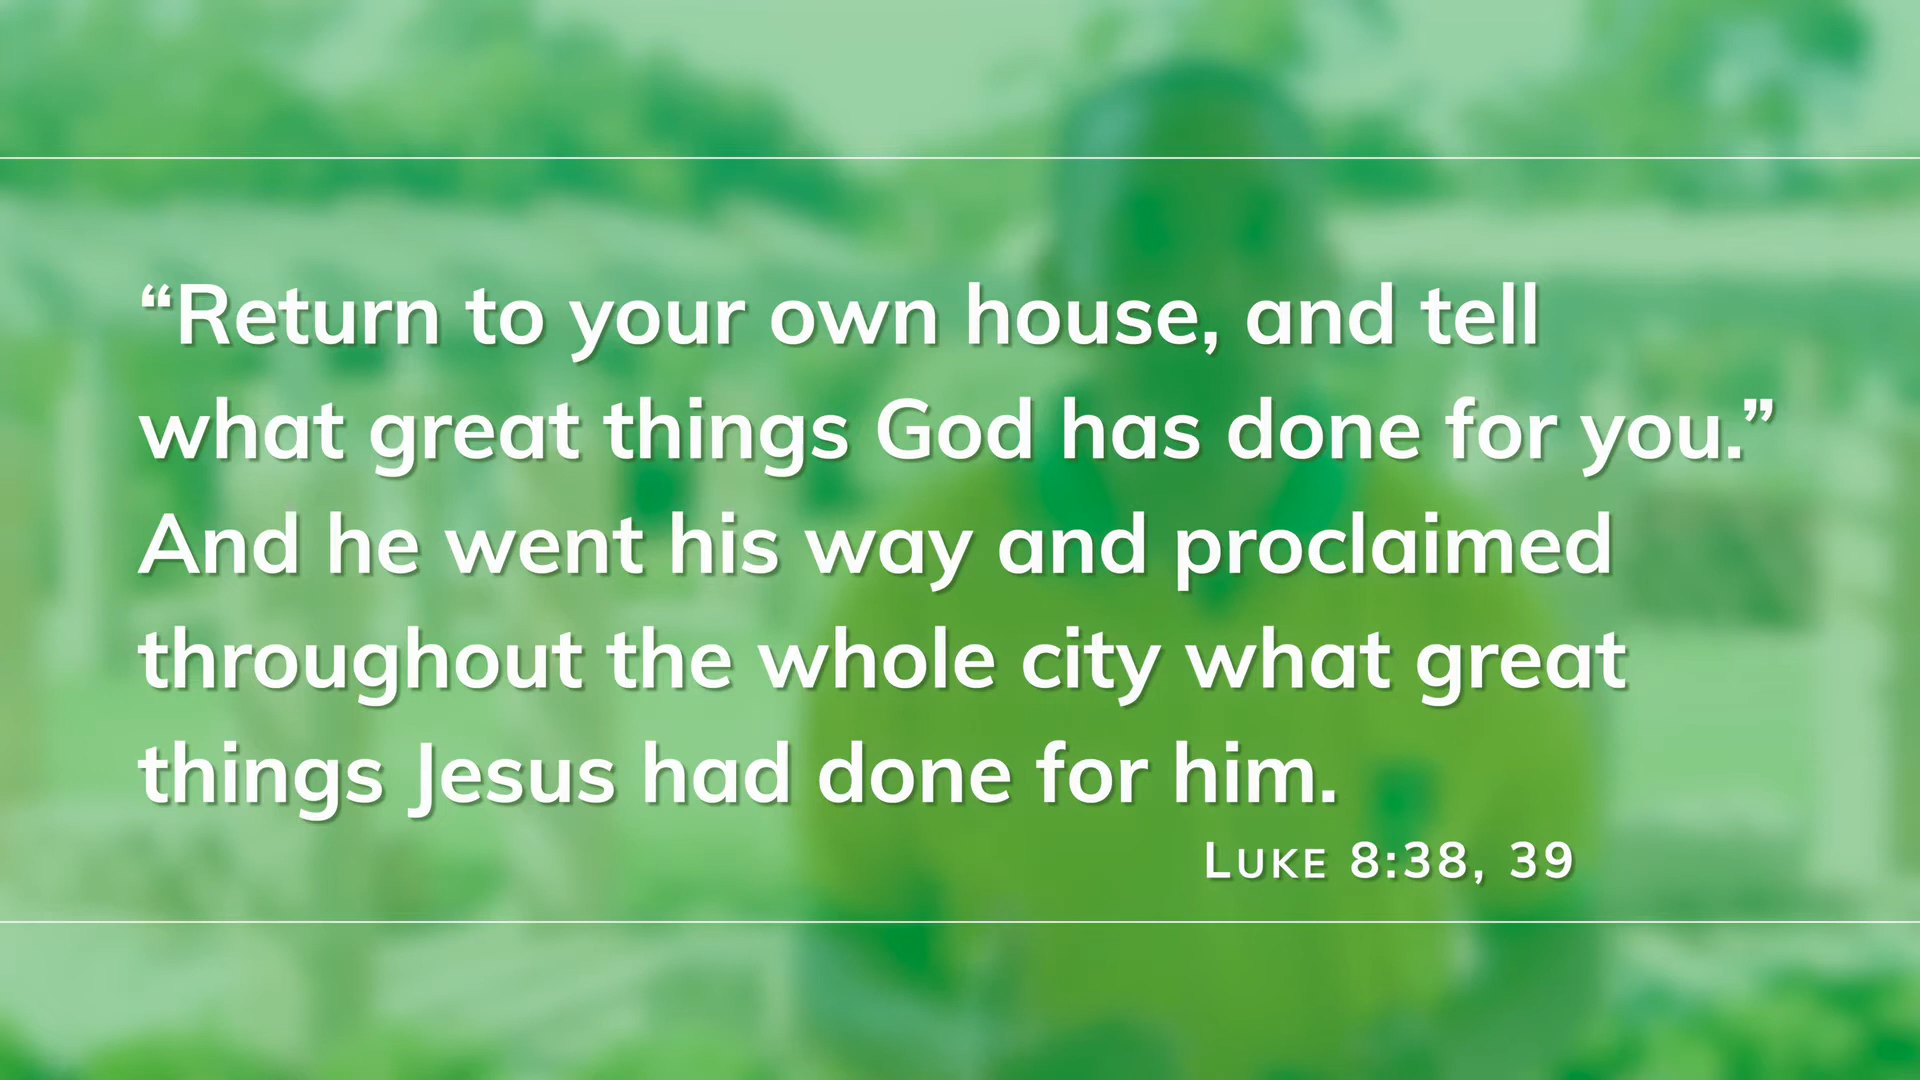 “Return to your own house, and tell
what great things God has done for you.”
And he went his way and proclaimed
throughout the whole city what great
things Jesus had done for him.
Luke 8:38, 39